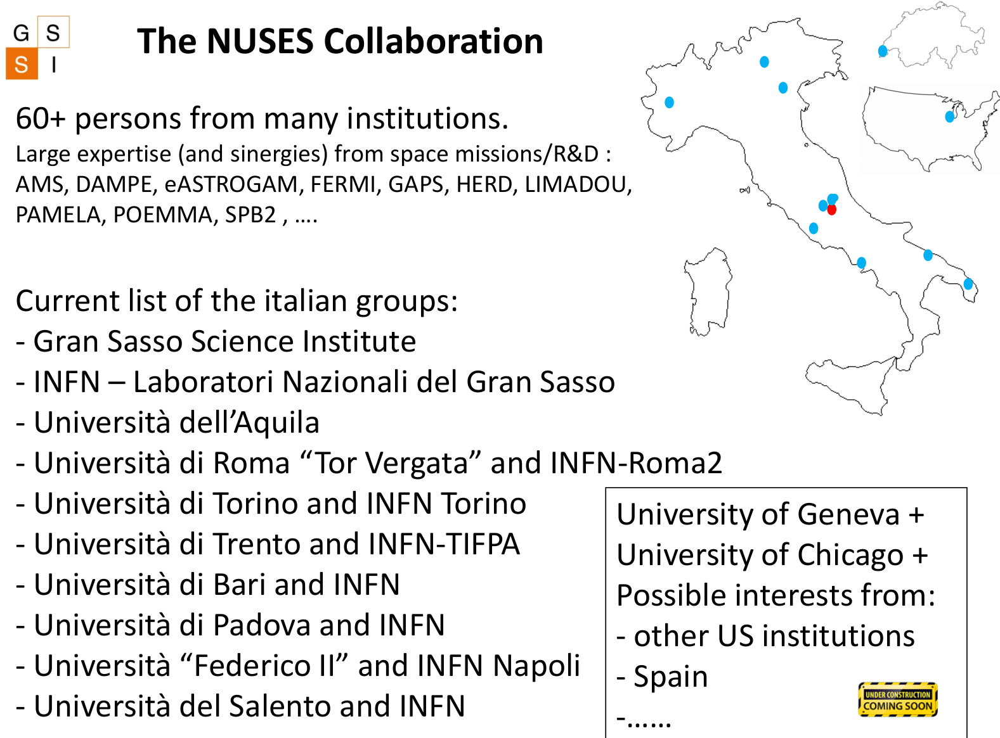 G S
S I
The NUSES Collaboration
60+ persons from many institutions.
Large expertise (and sinergies) from space missions/R&D :
AMS, DAMPE, eASTROGAM, FERMI, GAPS, HERD, LIMADOU,
PAMELA, POEMMA, SPB2 , ....
Current list of the italian groups:
- Gran Sasso Science Institute
- INFN – Laboratori Nazionali del Gran Sasso
- Università dell’Aquila
- Università di Roma “Tor Vergata” and INFN-Roma2
- Università di Torino and INFN Torino
- Università di Trento and INFN-TIFPA
- Università di Bari and INFN
- Università di Padova and INFN
- Università “Federico II” and INFN Napoli
- Università del Salento and INFN
University of Geneva +
University of Chicago +
Possible interests from:
- other US institutions
- Spain
-......
UNDER CONSTRUCTION
COMING SOON